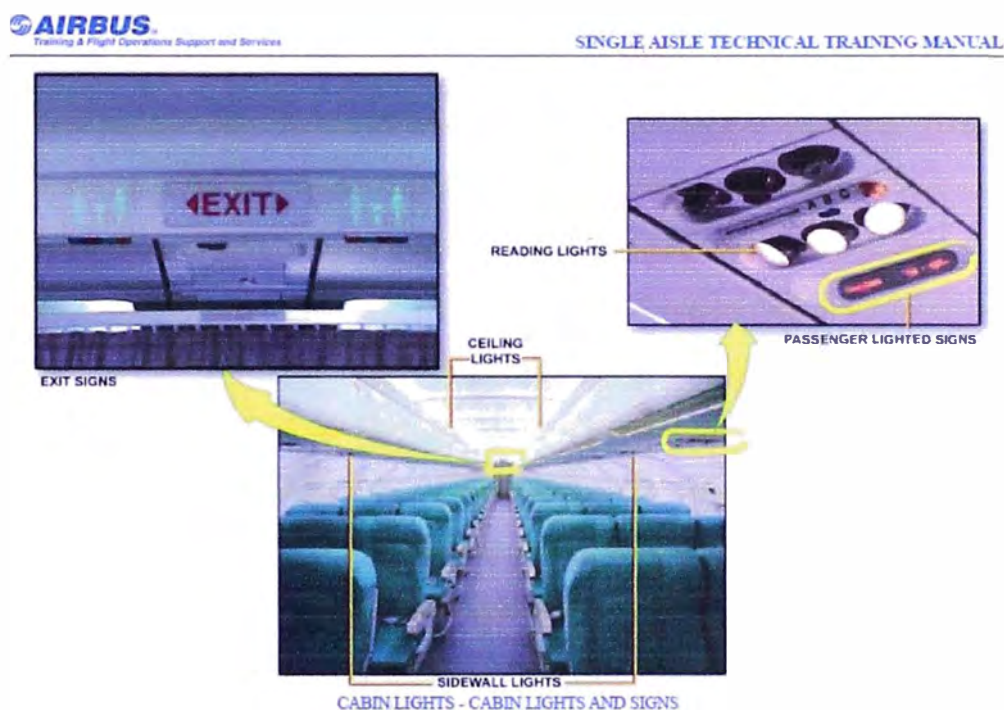 AIRBUS
Training & Flight Operations Support and Services
SINGLE AISLE TECHNICAL TRAINING MANUAL
EXIT
A B C
READING LIGHTS
PASSENGER LIGHTED SIGNS
CEILING
LIGHTS
EXIT SIGNS
SIDEWALL LIGHTS
CABIN LIGHTS - CABIN LIGHTS AND SIGNS